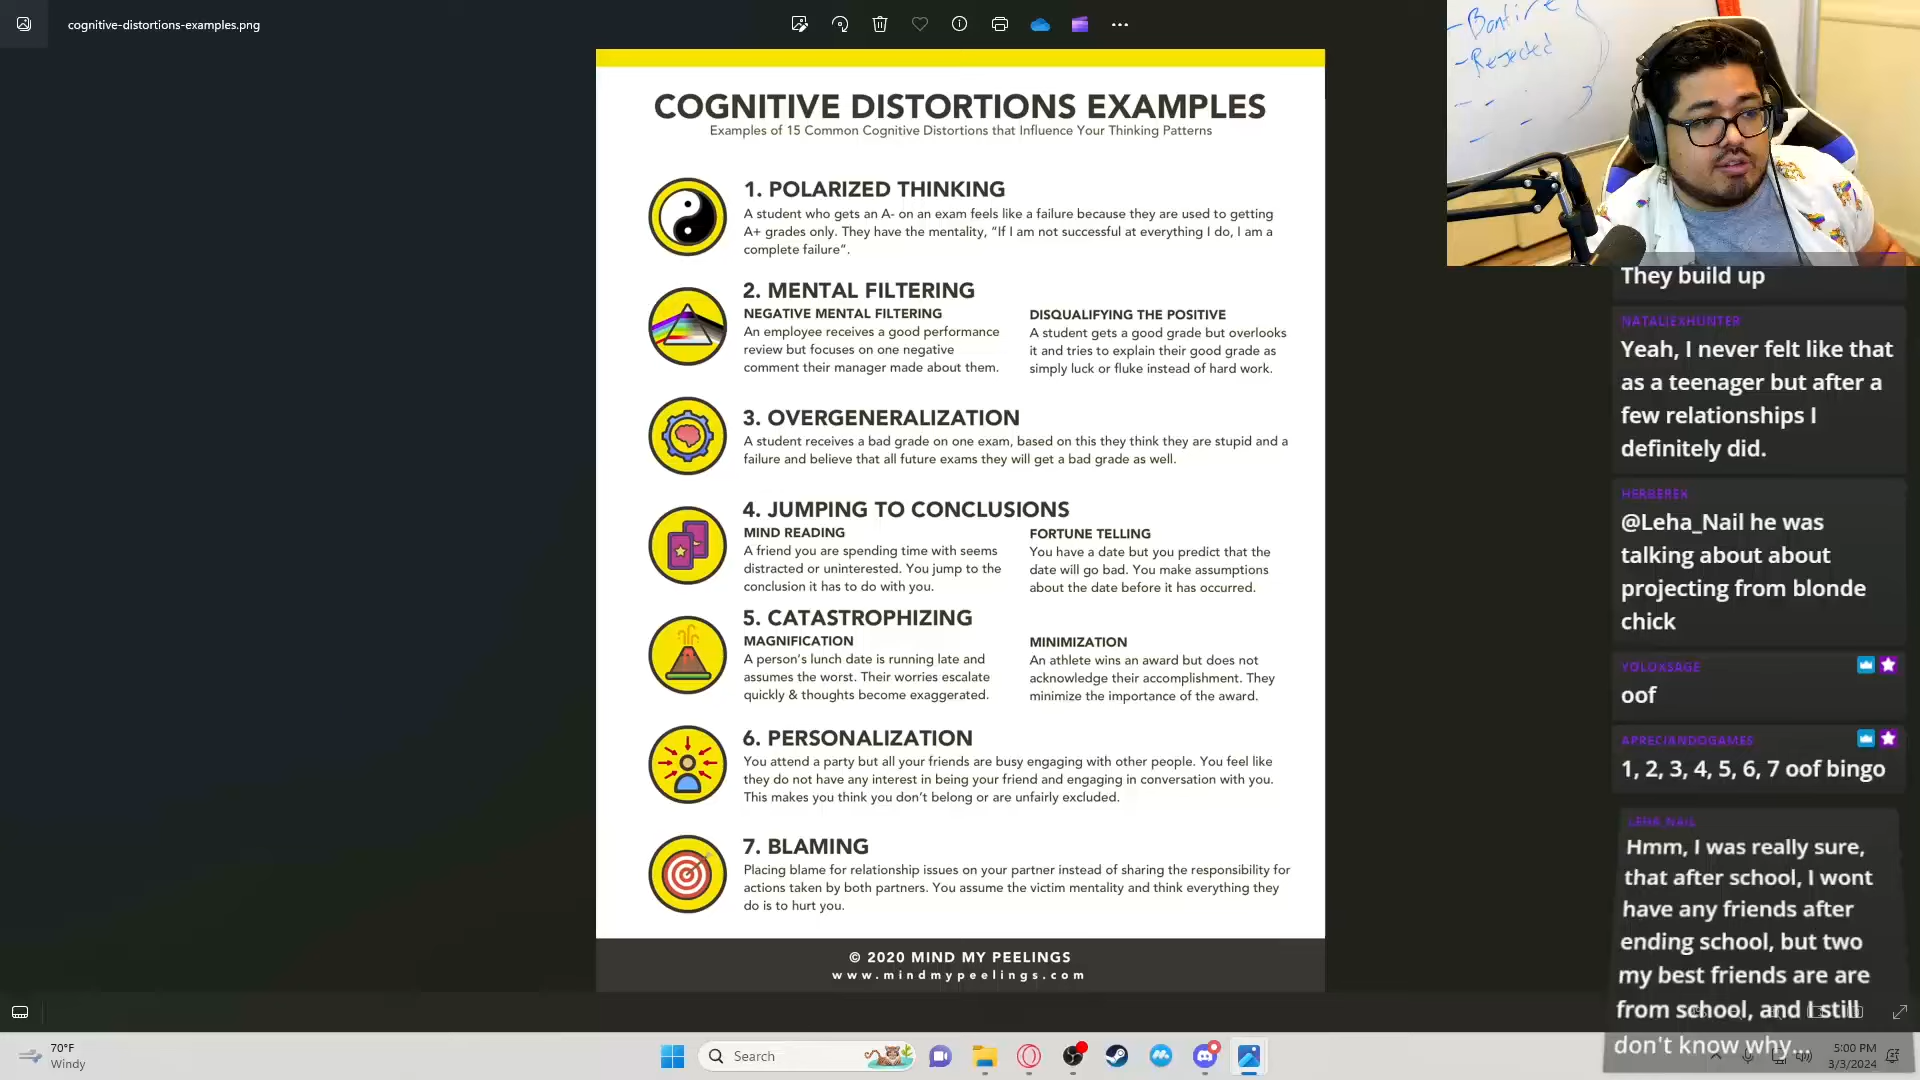 cognitive-distortions-examples.png
COGNITIVE DISTORTIONS EXAMPLES
Examples of 15 Common Cognitive Distortions that Influence Your Thinking Patterns
1. POLARIZED THINKING
A student who gets an A- on an exam feels like a failure because they are used to getting
A+ grades only. They have the mentality, “If I am not successful at everything I do, I am a
complete failure”.
2. MENTAL FILTERING
NEGATIVE MENTAL FILTERING
An employee receives a good performance
review but focuses on one negative
comment their manager made about them.
DISQUALIFYING THE POSITIVE
A student gets a good grade but overlooks
it and tries to explain their good grade as
simply luck or fluke instead of hard work.
3. OVERGENERALIZATION
A student receives a bad grade on one exam, based on this they think they are stupid and a
failure and believe that all future exams they will get a bad grade as well.
4. JUMPING TO CONCLUSIONS
MIND READING
A friend you are spending time with seems
distracted or uninterested. You jump to the
conclusion it has to do with you.
FORTUNE TELLING
You have a date but you predict that the
date will go bad. You make assumptions
about the date before it has occurred.
5. CATASTROPHIZING
MAGNIFICATION
A person’s lunch date is running late and
assumes the worst. Their worries escalate
quickly & thoughts become exaggerated.
MINIMIZATION
An athlete wins an award but does not
acknowledge their accomplishment. They
minimize the importance of the award.
6. PERSONALIZATION
You attend a party but all your friends are busy engaging with other people. You feel like
they do not have any interest in being your friend and engaging in conversation with you.
This makes you think you don’t belong or are unfairly excluded.
7. BLAMING
Placing blame for relationship issues on your partner instead of sharing the responsibility for
actions taken by both partners. You assume the victim mentality and think everything they
do is to hurt you.
© 2020 MIND MY PEELINGS
www.mindmypeelings.com
- Bonfire
- Rejected
They build up
NATALIEXHUNTER
Yeah, I never felt like that
as a teenager but after a
few relationships I
definitely did.
HERBEREK
@Leha_Nail he was
talking about about
projecting from blonde
chick
YOLOXSAGE
oof
APRECIANDOGAMES
1, 2, 3, 4, 5, 6, 7 oof bingo
LEHA_NAIL
Hmm, I was really sure,
that after school, I wont
have any friends after
ending school, but two
my best friends are are
from school, and I still
don't know why...
70°F
Windy
Search
5:00 PM
3/3/2024